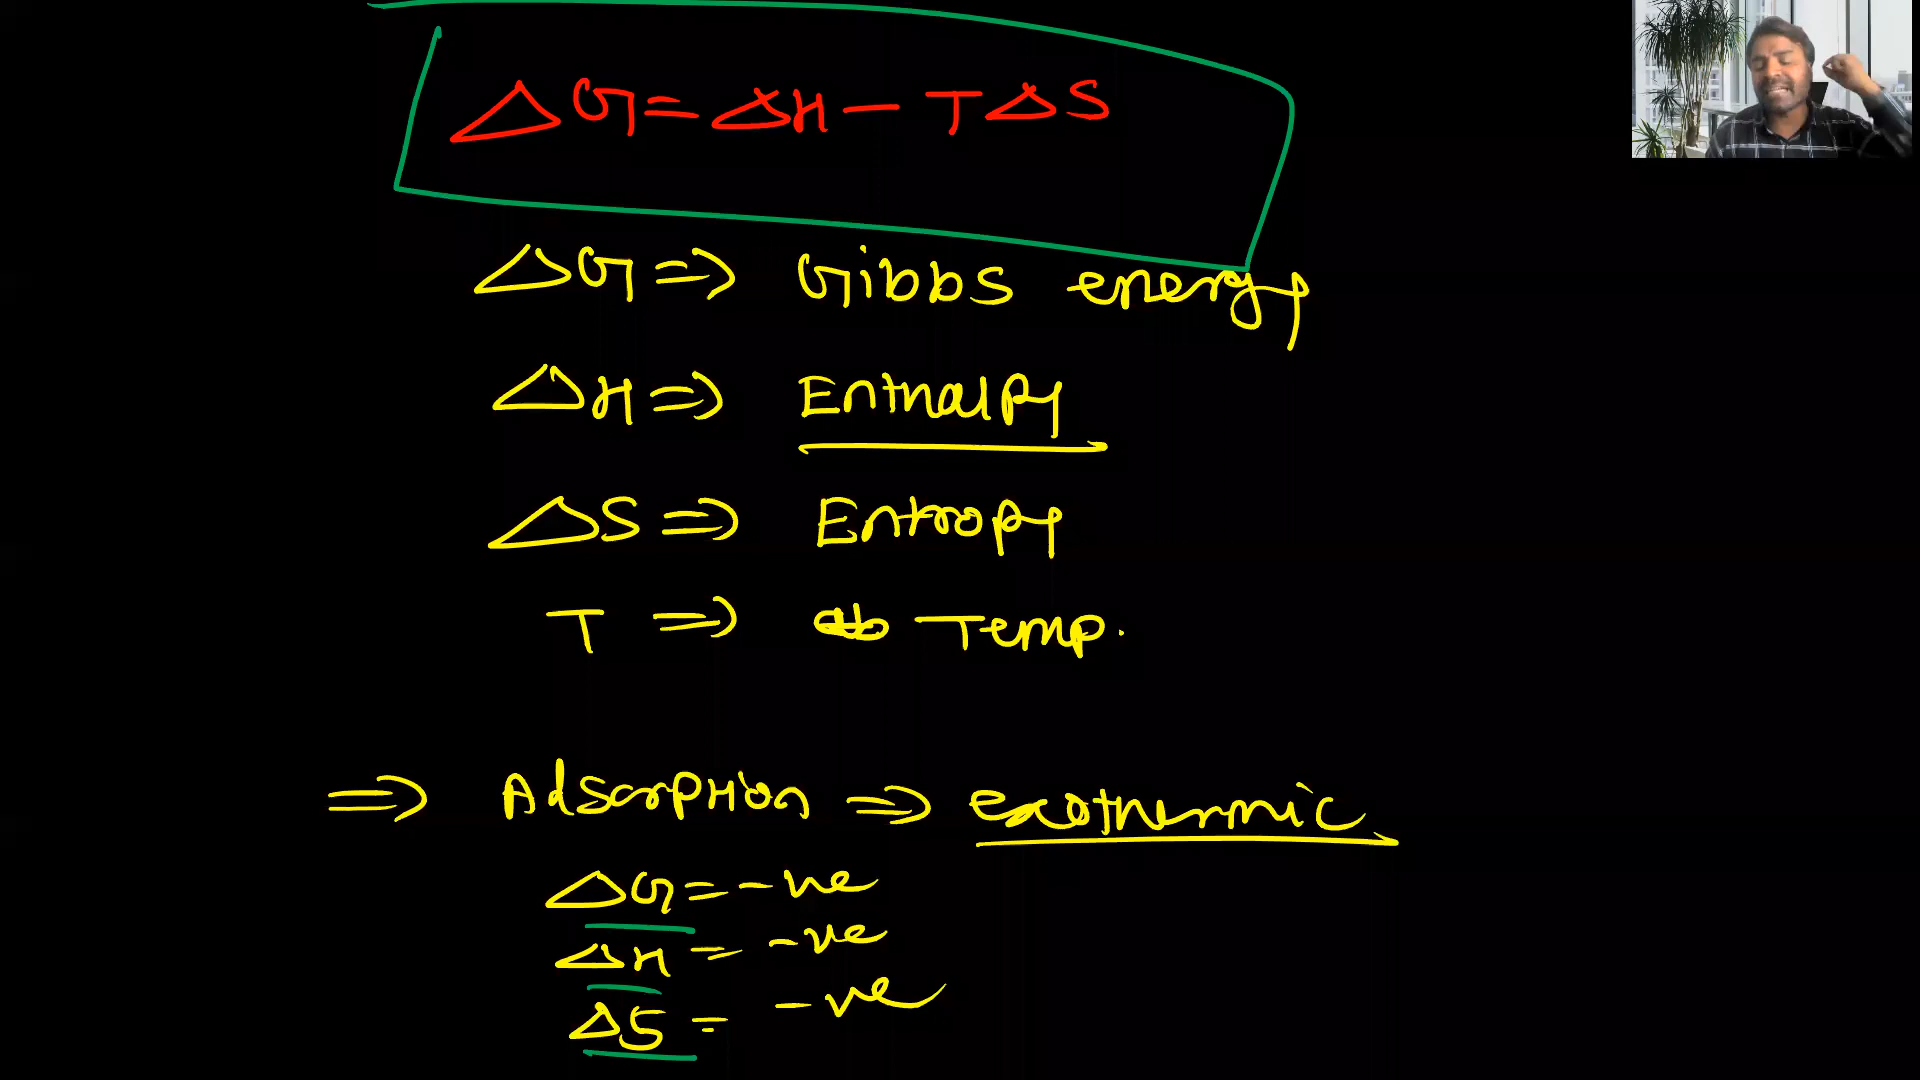 ΔG = ΔH - TΔS
ΔG ⇒ Gibbs energy
ΔH ⇒ Enthalpy
ΔS ⇒ Entropy
T ⇒ Temp.
⇒ Adsorption ⇒ exothermic
ΔG = -ve
ΔH = -ve
ΔS = -ve